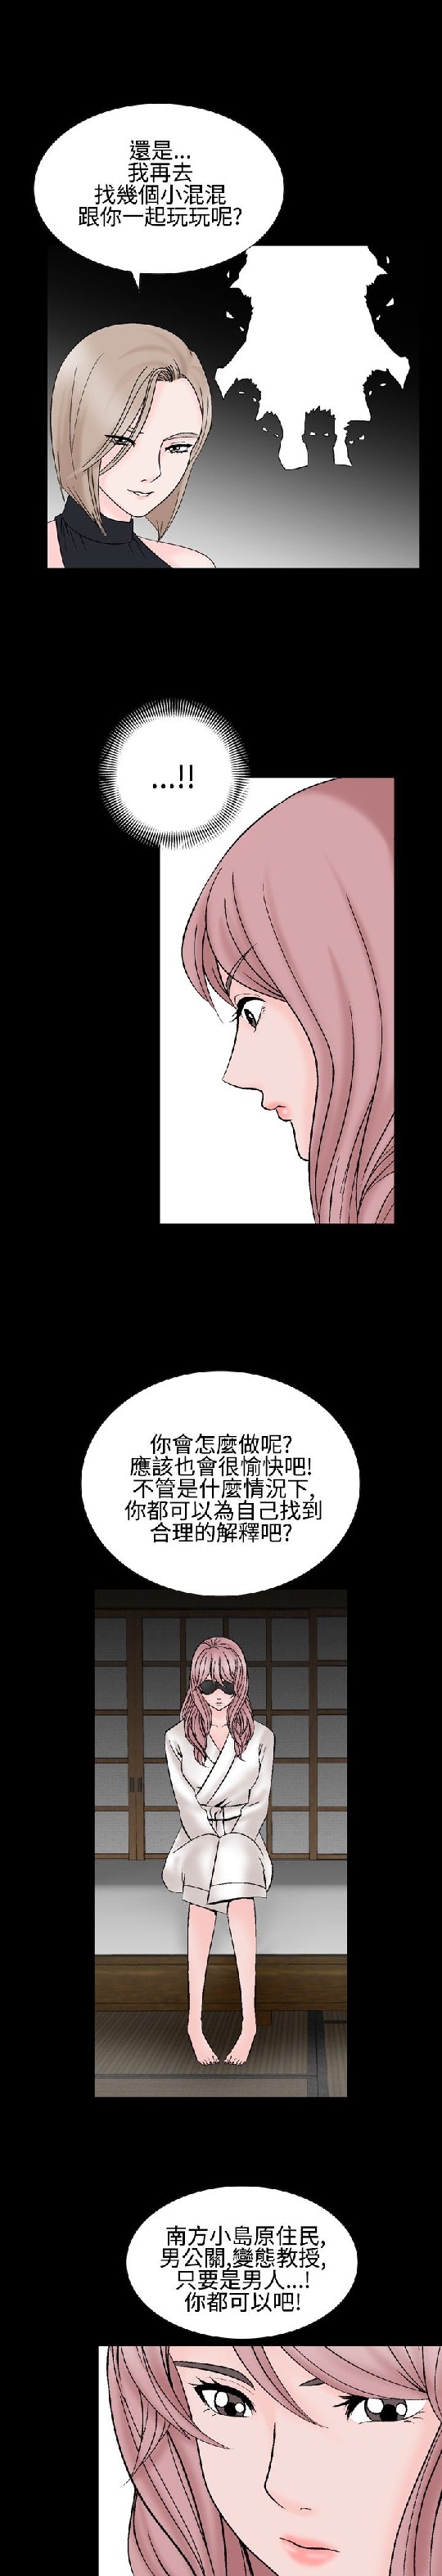 還是...
我再去
找幾個小混混
跟你一起玩玩呢?
...!!
你會怎麼做呢?
應該也會很愉快吧!
不管是什麼情況下,
你都可以為自己找到
合理的解釋吧?
南方小島原住民,
男公關,變態教授,
只要是男人...!
你都可以吧!